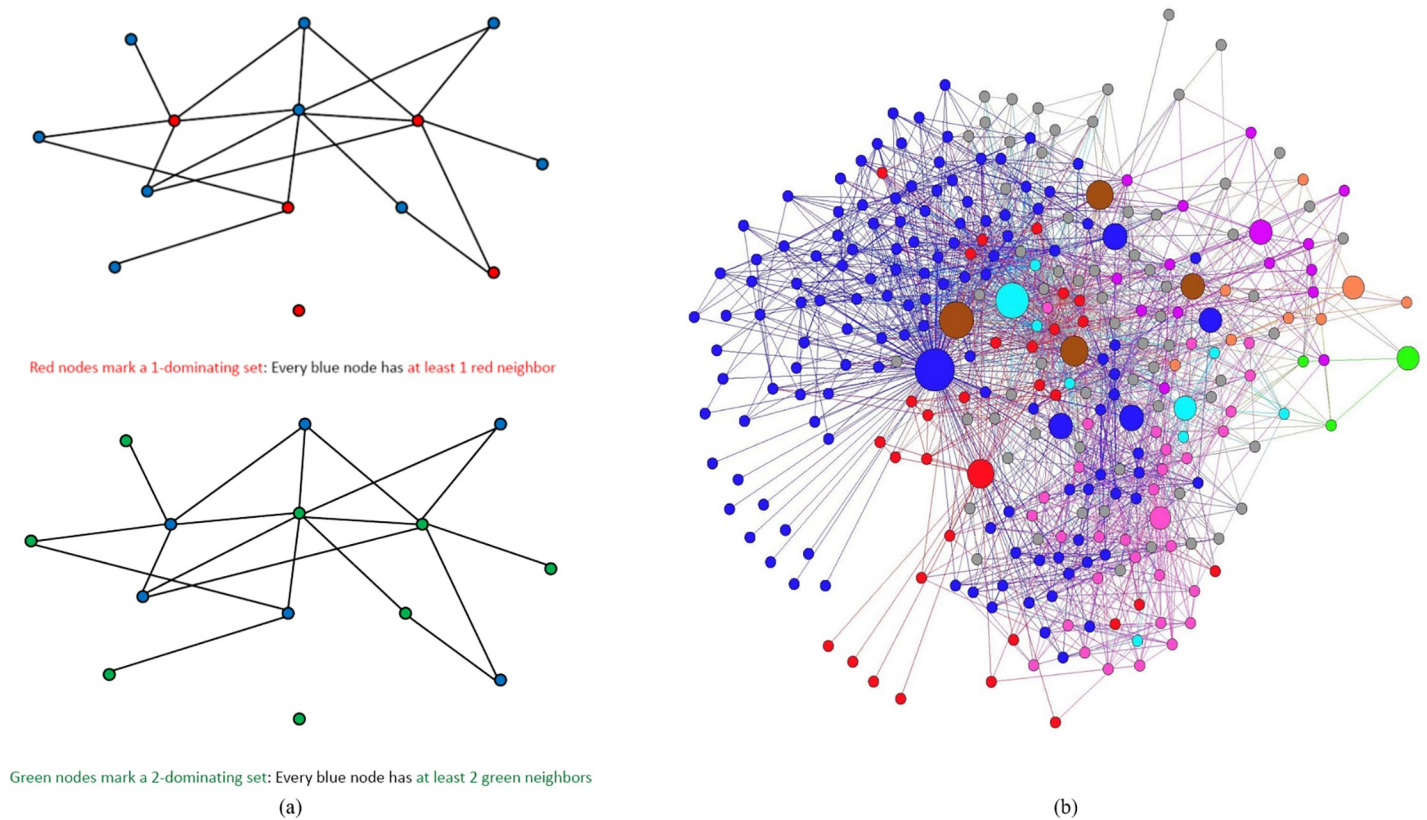 Red nodes mark a 1-dominating set: Every blue node has at least 1 red neighbor
Green nodes mark a 2-dominating set: Every blue node has at least 2 green neighbors
(a)
(b)